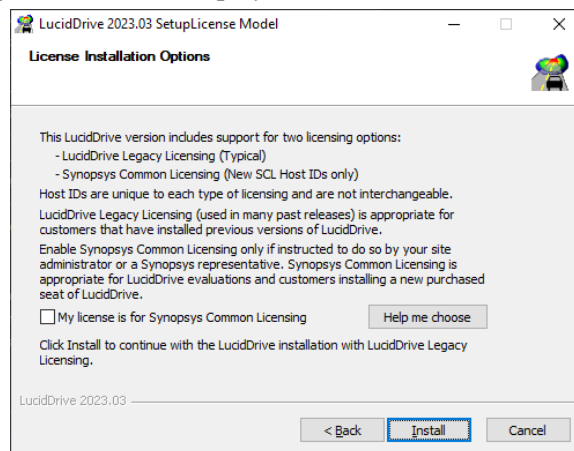 LucidDrive 2023.03 SetupLicense Model
License Installation Options
This LucidDrive version includes support for two licensing options:
- LucidDrive Legacy Licensing (Typical)
- Synopsys Common Licensing (New SCL Host IDs only)
Host IDs are unique to each type of licensing and are not interchangeable.
LucidDrive Legacy Licensing (used in many past releases) is appropriate for
customers that have installed previous versions of LucidDrive.
Enable Synopsys Common Licensing only if instructed to do so by your site
administrator or a Synopsys representative. Synopsys Common Licensing is
appropriate for LucidDrive evaluations and customers installing a new purchased
seat of LucidDrive.
My license is for Synopsys Common Licensing Help me choose
Click Install to continue with the LucidDrive installation with LucidDrive Legacy
Licensing.
LucidDrive 2023.03
< Back Install Cancel